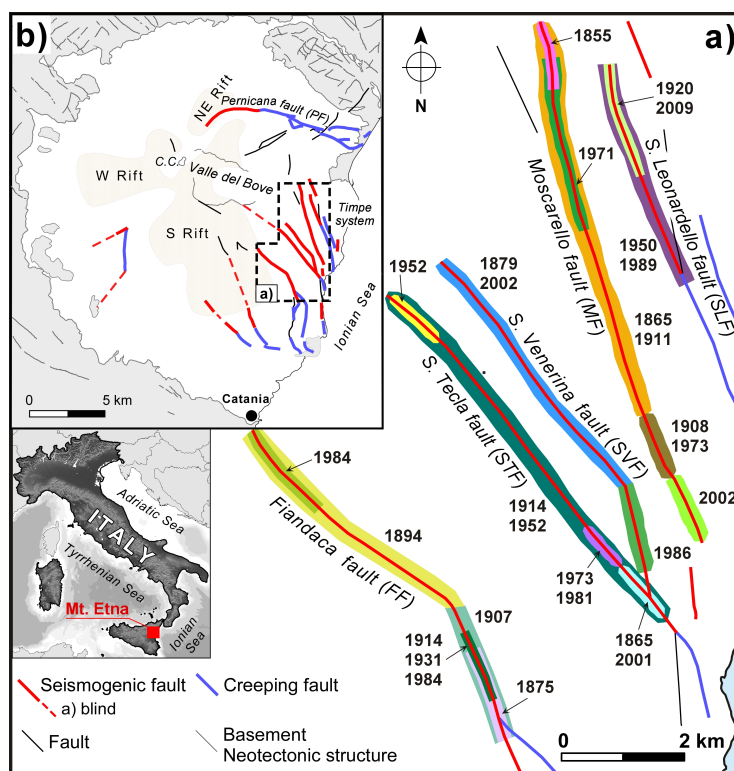 b)
NE Rift
Pernicana fault (PF)
W Rift
C.C.
Valle del Bove
S Rift
Timpe
system
a)
Ionian Sea
Catania
0
5 km
N
a)
1855
1920
2009
S. Leonardello fault (SLF)
1971
Moscarello fault (MF)
1950
1989
1879
2002
1952
S. Venerina fault (SVF)
1865
1911
S. Tecla fault (STF)
1908
1973
2002
1984
Fiandaca fault (FF)
1894
1914
1952
1986
1973
1981
1907
1914
1931
1984
1865
2001
1875
0
2 km
ITALY
Adriatic Sea
Tyrrhenian Sea
Mt. Etna
Ionian
Sea
Seismogenic fault
a) blind
Creeping fault
Fault
Basement
Neotectonic structure